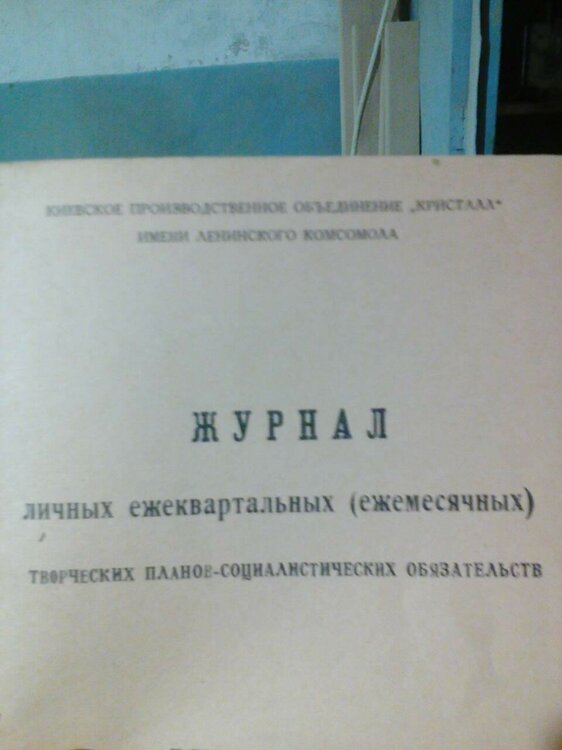 КИЕВСКОЕ ПРОИЗВОДСТВЕННОЕ ОБЪЕДИНЕНИЕ „КРИСТАЛЛ“
ИМЕНИ ЛЕНИНСКОГО КОМСОМОЛА
ЖУРНАЛ
личных ежеквартальных (ежемесячных)
ТВОРЧЕСКИХ ПЛАНОВ-СОЦИАЛИСТИЧЕСКИХ ОБЯЗАТЕЛЬСТВ